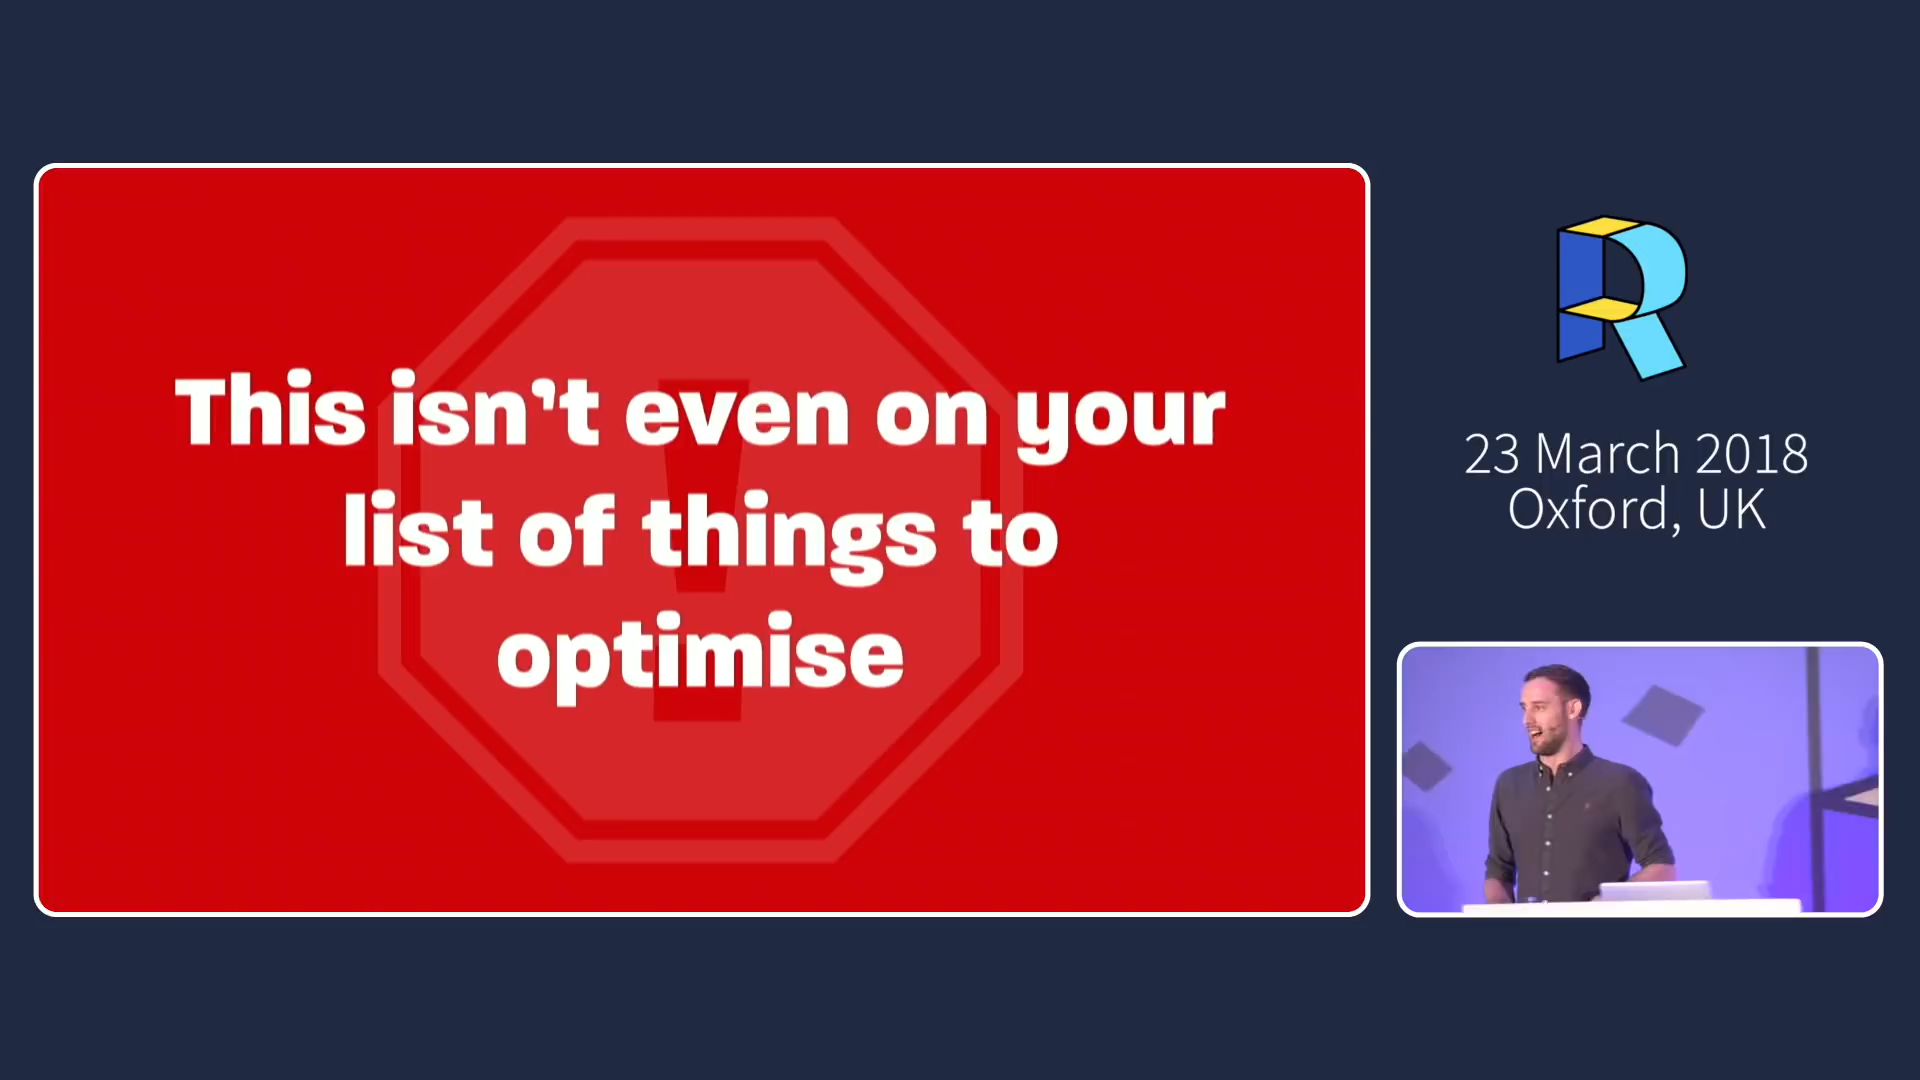 This isn't even on your
list of things to
optimise
R
23 March 2018
Oxford, UK